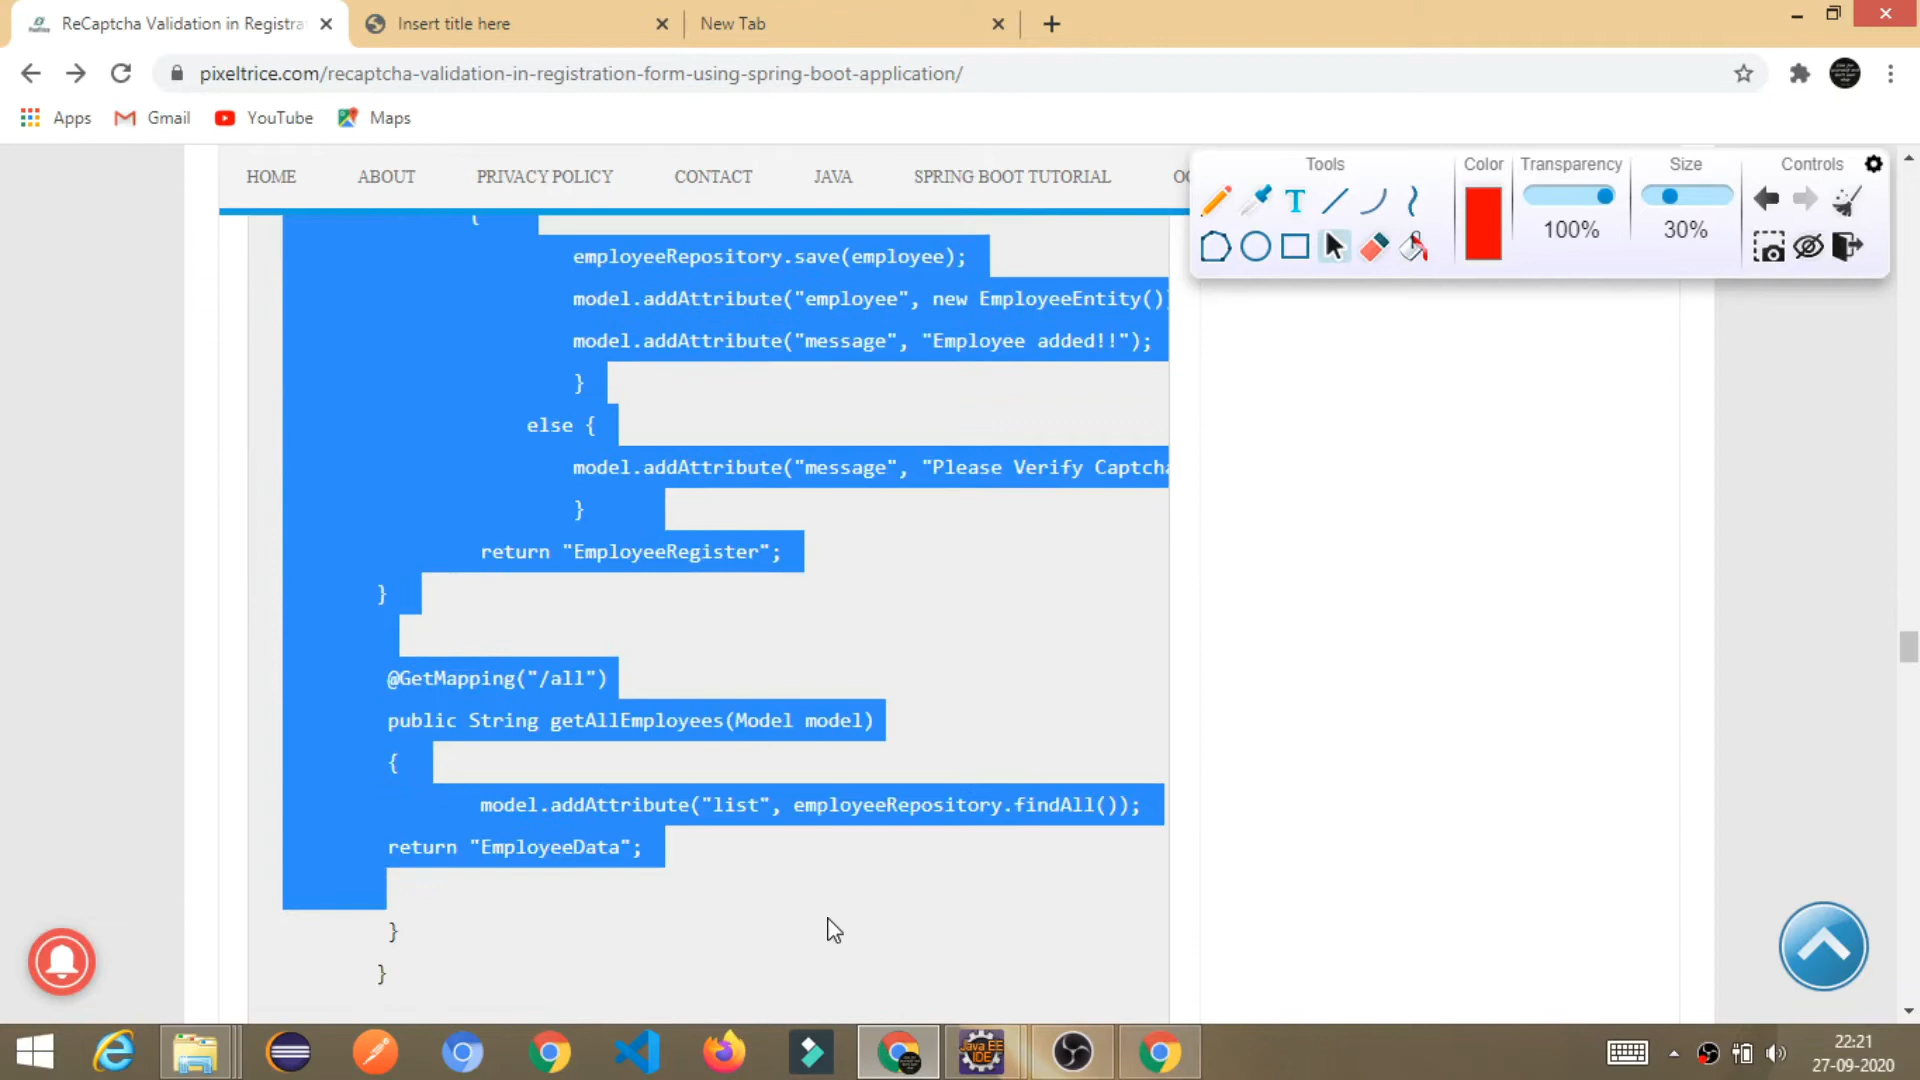 ReCaptcha Validation in Registra
Insert title here
New Tab
pixeltrice.com/recaptcha-validation-in-registration-form-using-spring-boot-application/
Apps
Gmail
YouTube
Maps
HOME
ABOUT
PRIVACY POLICY
CONTACT
JAVA
SPRING BOOT TUTORIAL
Tools
Color
Transparency
Size
Controls
100%
30%
{
employeeRepository.save(employee);
model.addAttribute("employee", new EmployeeEntity()
model.addAttribute("message", "Employee added!!");
}
else {
model.addAttribute("message", "Please Verify Captcha
}
return "EmployeeRegister";
}
@GetMapping("/all")
public String getAllEmployees(Model model)
{
model.addAttribute("list", employeeRepository.findAll());
return "EmployeeData";
}
}
Java EE
IDE
22:21
27-09-2020